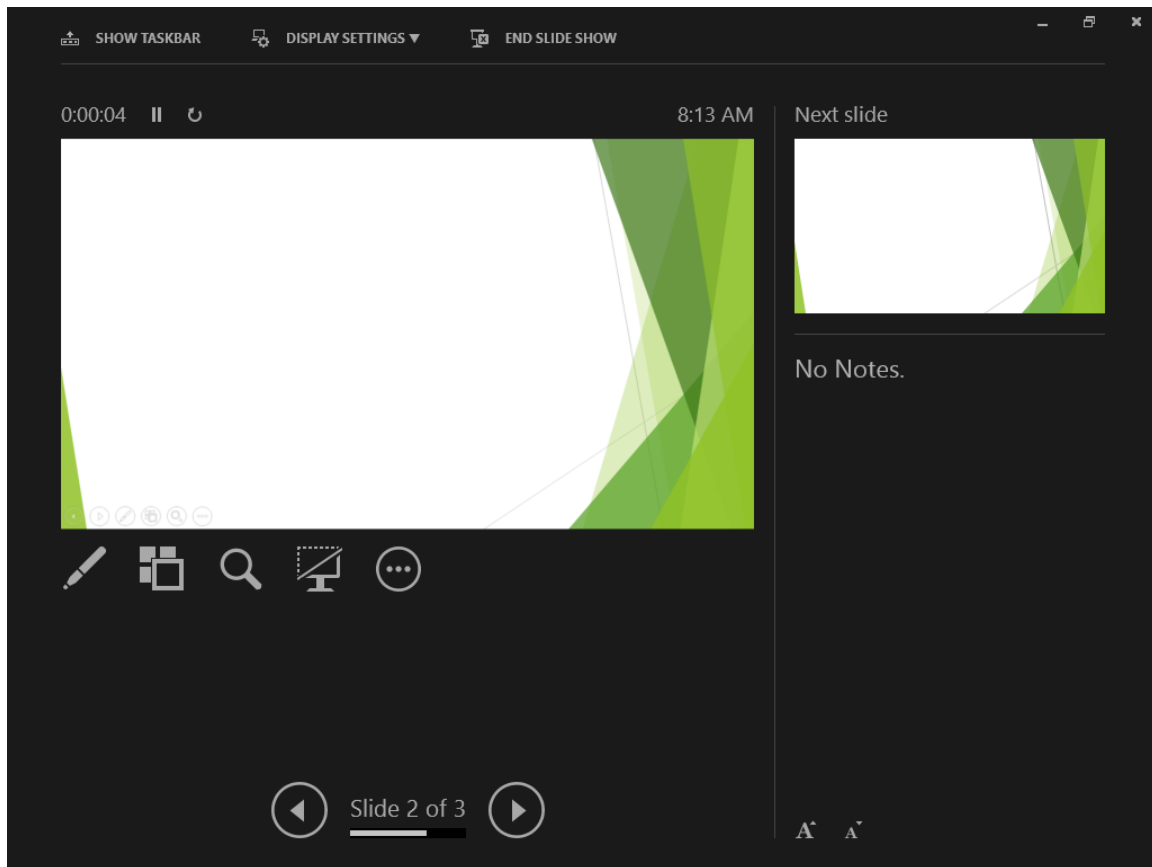 SHOW TASKBAR
DISPLAY SETTINGS ▼
END SLIDE SHOW
0:00:04
8:13 AM
Next slide
No Notes.
Slide 2 of 3
A A